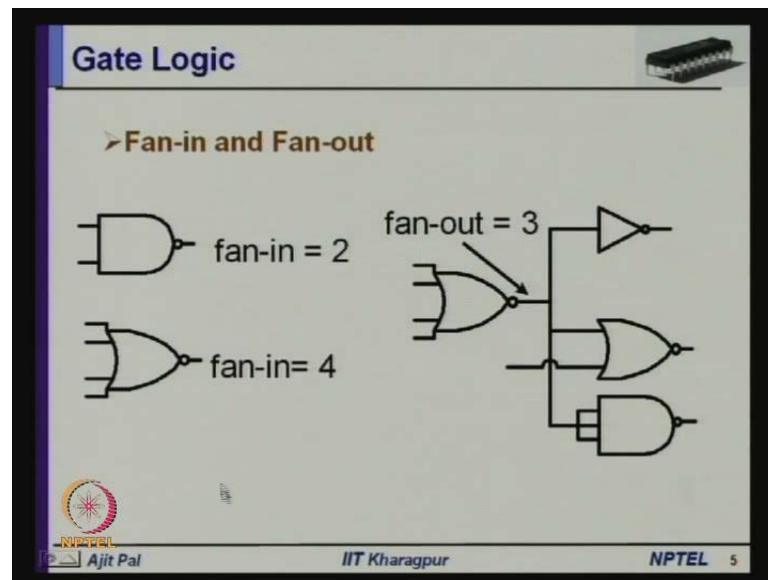 Gate Logic
➢Fan-in and Fan-out
fan-in = 2
fan-out = 3
fan-in= 4
NPTEL
Ajit Pal
IIT Kharagpur
NPTEL 5